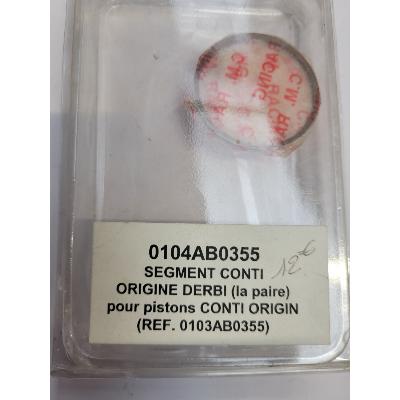 0104AB0355
SEGMENT CONTI
12€
ORIGINE DERBI (la paire)
pour pistons CONTI ORIGIN
(REF. 0103AB0355)